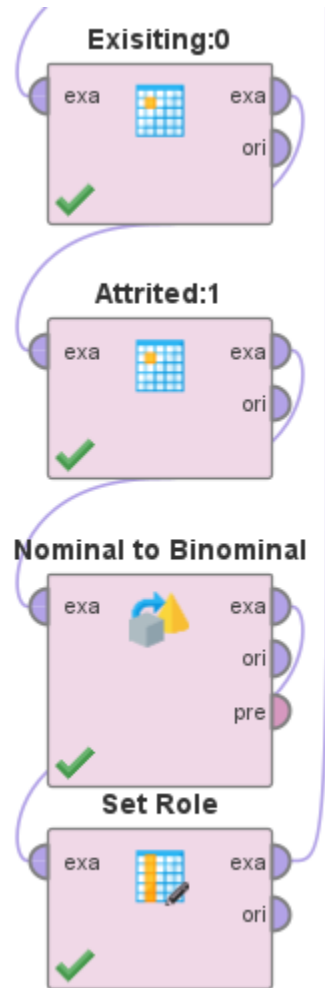 Exisiting:0
exa exa
ori
Attrited:1
exa exa
ori
Nominal to Binominal
exa exa
ori
pre
Set Role
exa exa
ori